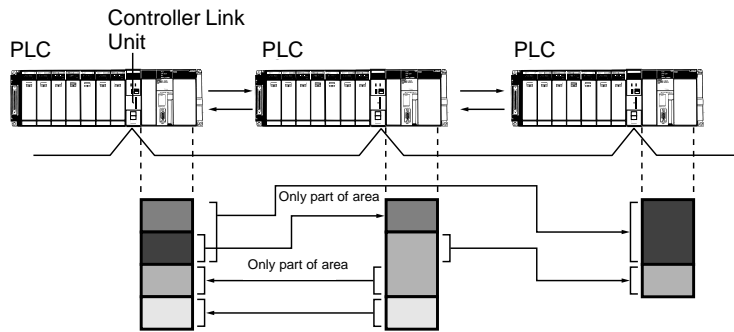 Controller Link
Unit
PLC
PLC
PLC
Only part of area
Only part of area